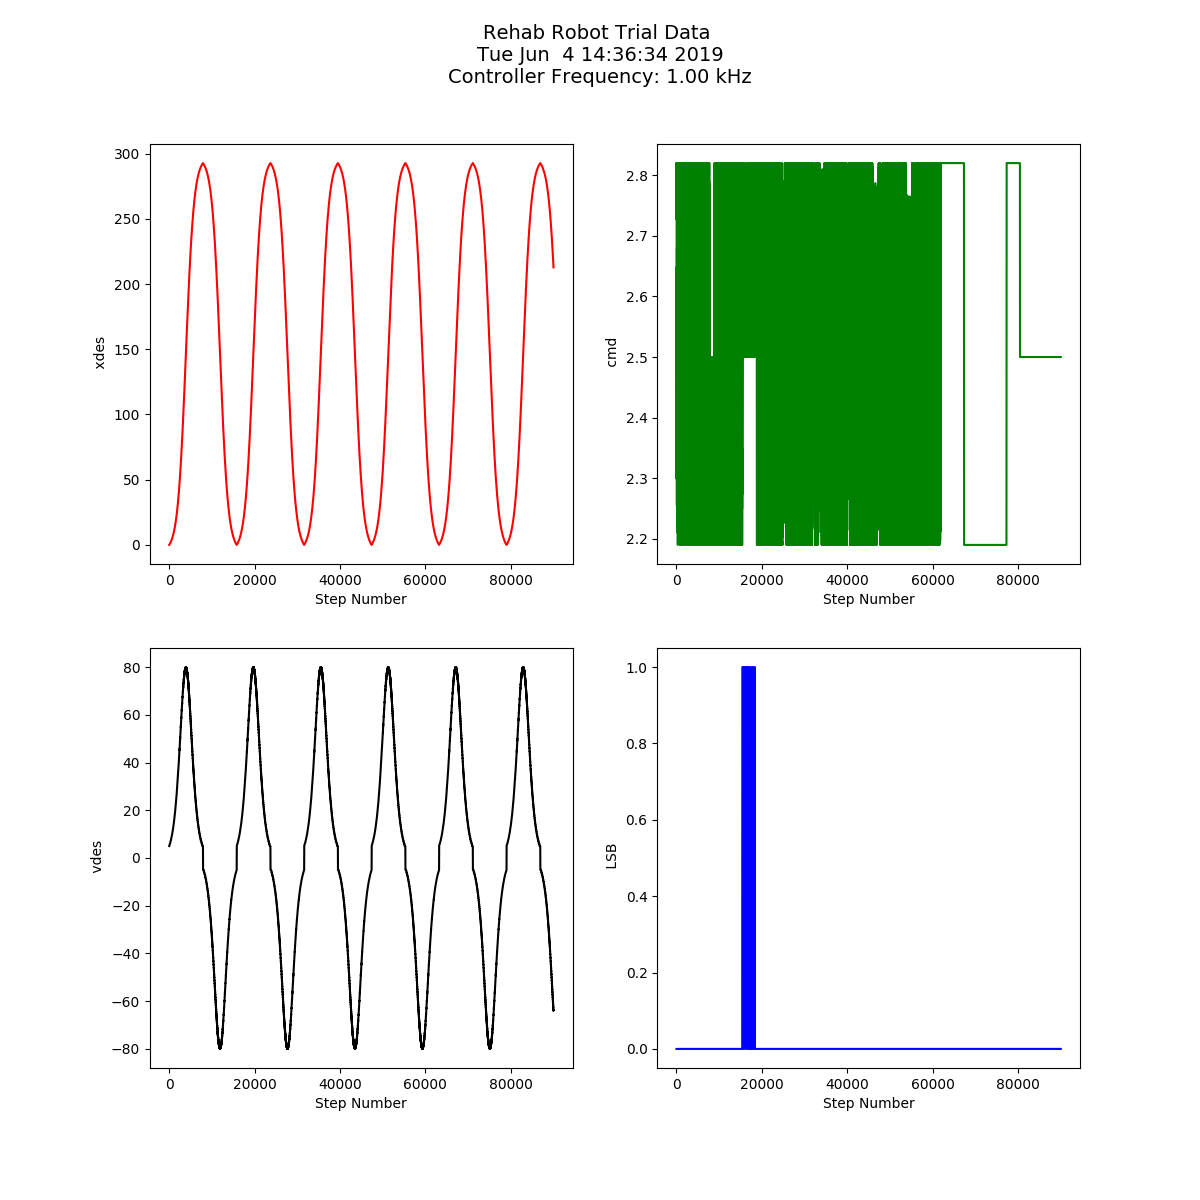 Rehab Robot Trial Data
Tue Jun  4 14:36:34 2019
Controller Frequency: 1.00 kHz
300
250
200
150
100
50
0
xdes
0 20000 40000 60000 80000
Step Number
2.8
2.7
2.6
2.5
2.4
2.3
2.2
cmd
0 20000 40000 60000 80000
Step Number
80
60
40
20
0
−20
−40
−60
−80
vdes
0 20000 40000 60000 80000
Step Number
1.0
0.8
0.6
0.4
0.2
0.0
LSB
0 20000 40000 60000 80000
Step Number